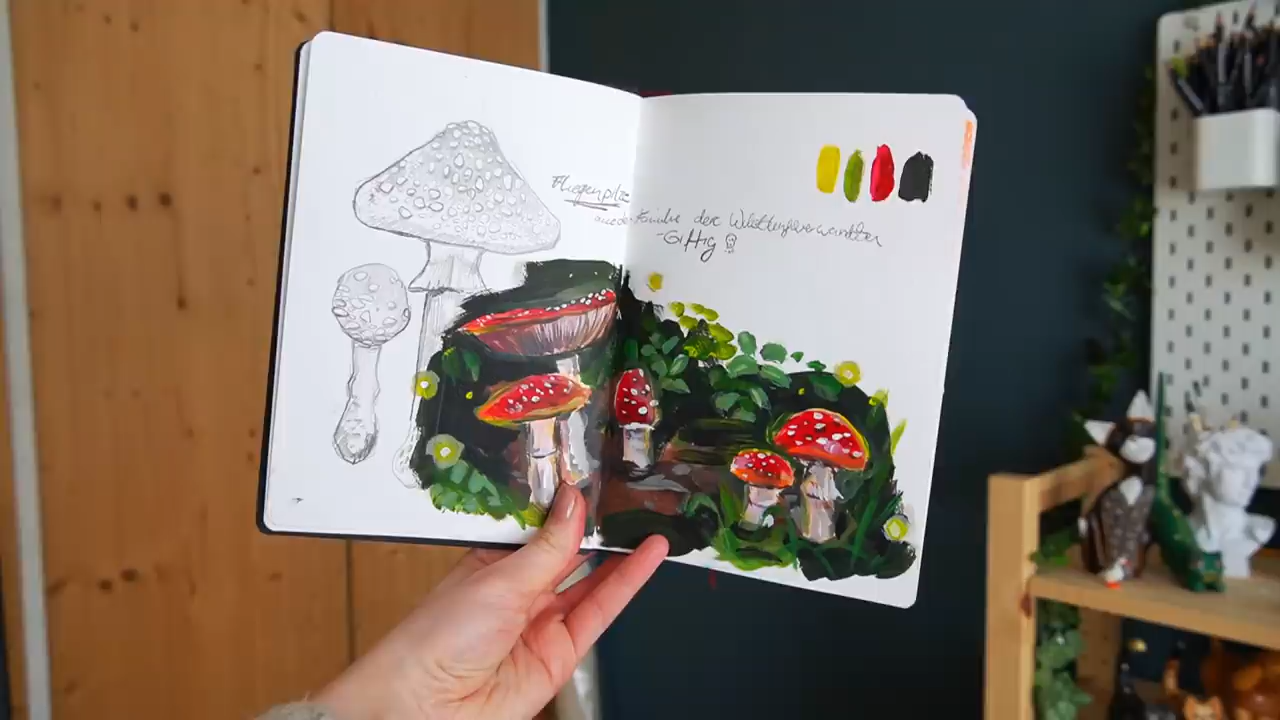 Fliegenpilz
aus der Familie der Wulstlingsverwandten
-Giftig